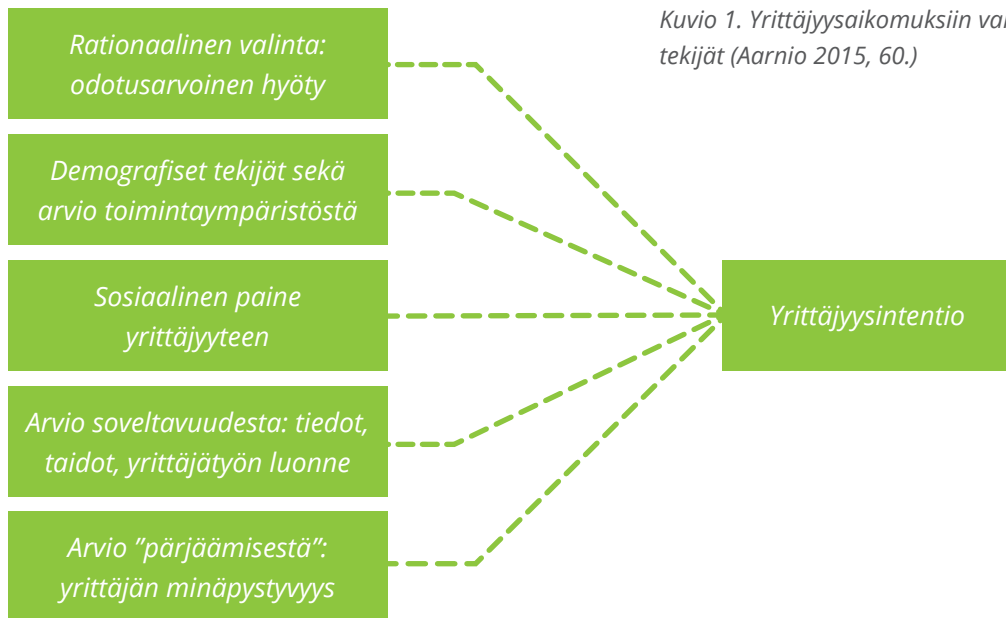 Kuvio 1. Yrittäjyysaikomuksiin
tekijät (Aarnio 2015, 60.)
Rationaalinen valinta:
odotusarvoinen hyöty
Demografiset tekijät sekä
arvio toimintaympäristöstä
Sosiaalinen paine
yrittäjyyteen
Arvio soveltavuudesta: tiedot,
taidot, yrittäjätyön luonne
Arvio ”pärjäämisestä”:
yrittäjän minäpystyvyys
Yrittäjyysintentio